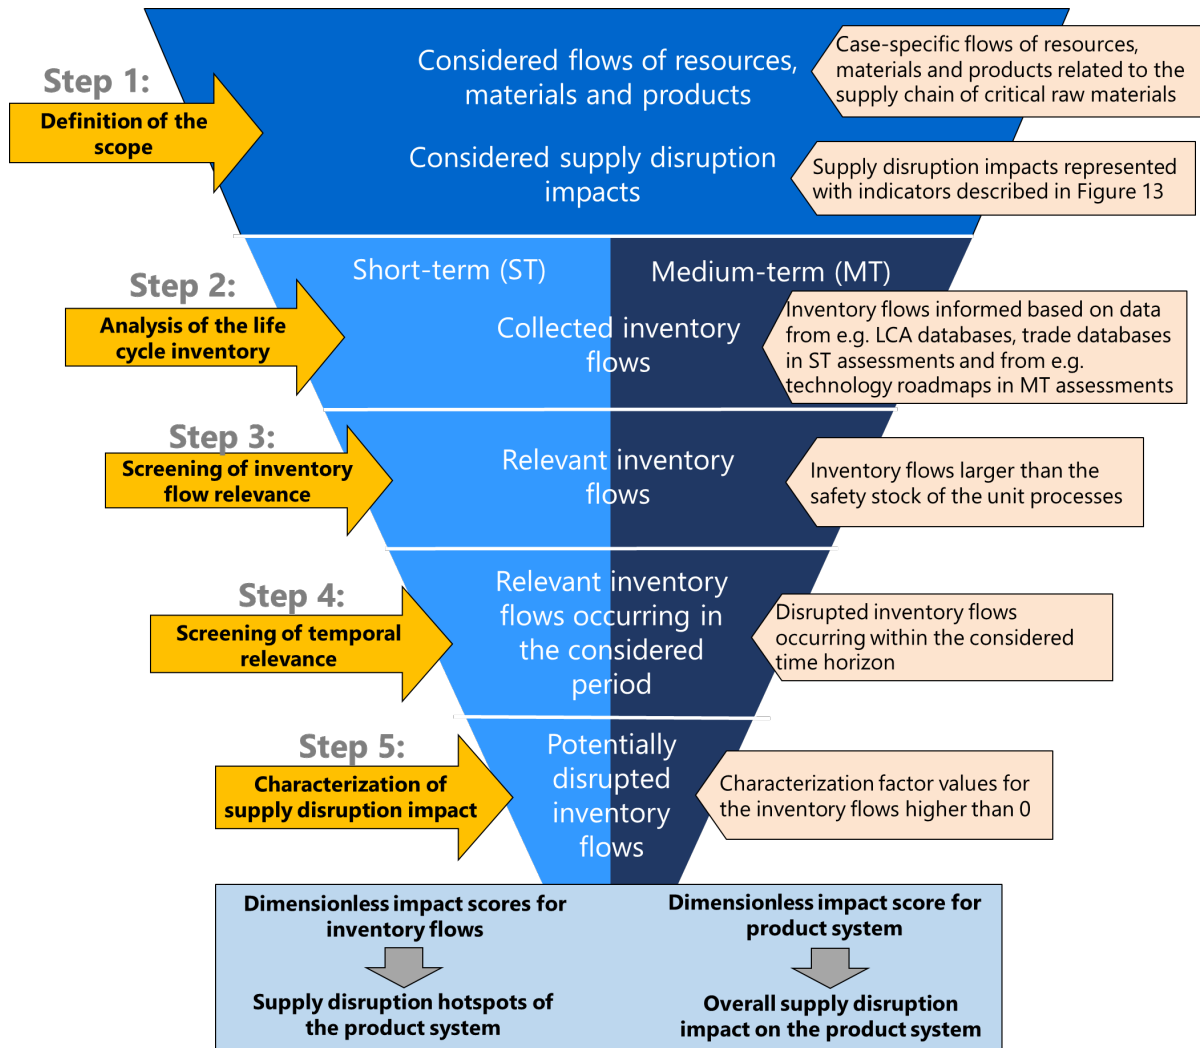 Step 1:
Definition of the
scope
Considered flows of resources,
materials and products
Case-specific flows of resources,
materials and products related to the
supply chain of critical raw materials
Considered supply disruption
impacts
Supply disruption impacts represented
with indicators described in Figure 13
Short-term (ST)
Medium-term (MT)
Step 2:
Analysis of the life
cycle inventory
Collected inventory
flows
Inventory flows informed based on data
from e.g. LCA databases, trade databases
in ST assessments and from e.g.
technology roadmaps in MT assessments
Step 3:
Screening of inventory
flow relevance
Relevant inventory
flows
Inventory flows larger than the
safety stock of the unit processes
Step 4:
Screening of temporal
relevance
Relevant inventory
flows occurring in
the considered
period
Disrupted inventory flows
occurring within the considered
time horizon
Step 5:
Characterization of
supply disruption impact
Potentially
disrupted
inventory
flows
Characterization factor values for
the inventory flows higher than 0
Dimensionless impact scores for
inventory flows
Supply disruption hotspots of
the product system
Dimensionless impact score for
product system
Overall supply disruption
impact on the product system